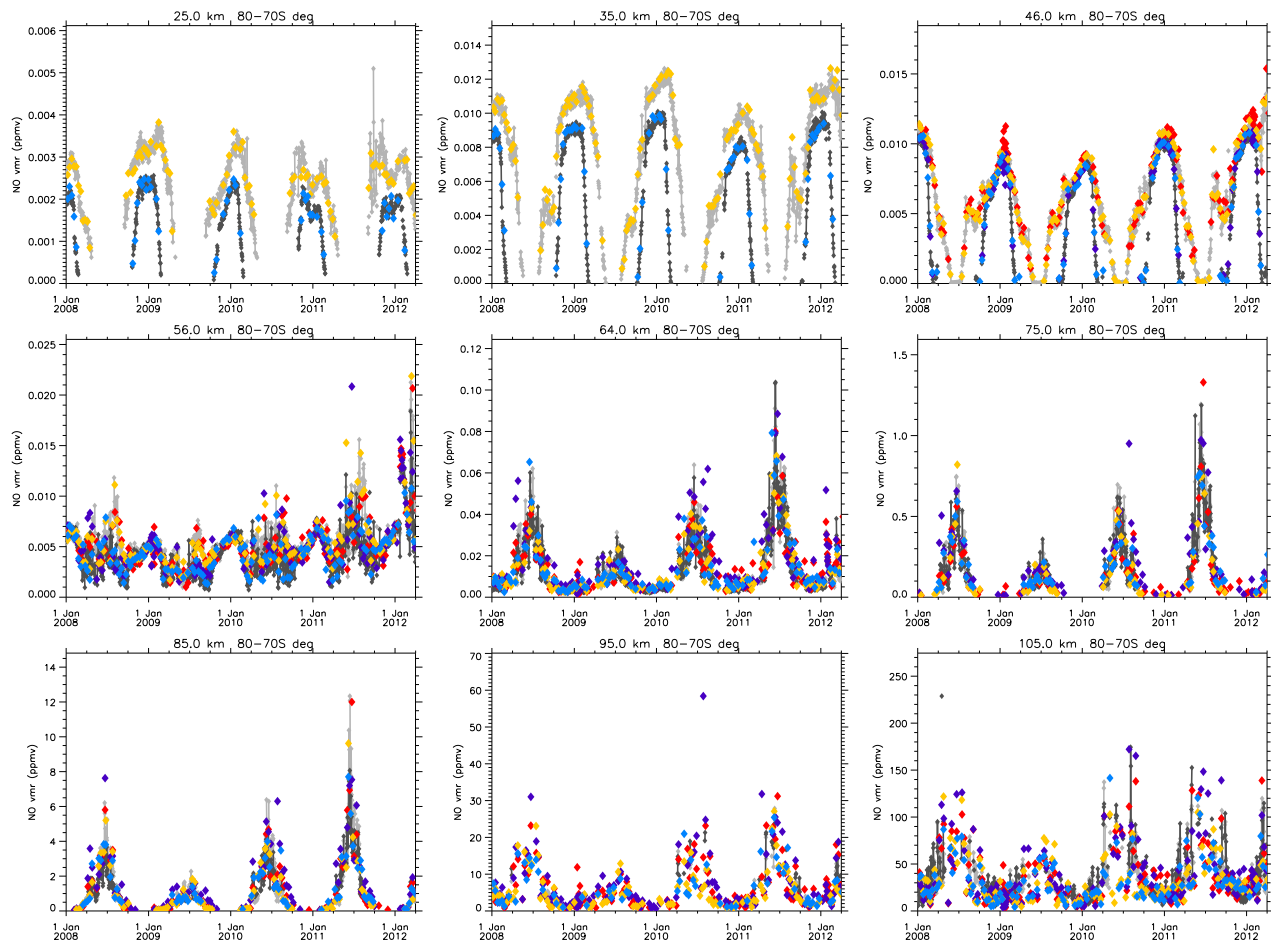 25.0 km 80-70S deg
NO vmr (ppmv)
0.006
0.005
0.004
0.003
0.002
0.001
0.000
1 Jan 2008
1 Jan 2009
1 Jan 2010
1 Jan 2011
1 Jan 2012
35.0 km 80-70S deg
NO vmr (ppmv)
0.014
0.012
0.010
0.008
0.006
0.004
0.002
0.000
1 Jan 2008
1 Jan 2009
1 Jan 2010
1 Jan 2011
1 Jan 2012
46.0 km 80-70S deg
NO vmr (ppmv)
0.015
0.010
0.005
0.000
1 Jan 2008
1 Jan 2009
1 Jan 2010
1 Jan 2011
1 Jan 2012
56.0 km 80-70S deg
NO vmr (ppmv)
0.025
0.020
0.015
0.010
0.005
0.000
1 Jan 2008
1 Jan 2009
1 Jan 2010
1 Jan 2011
1 Jan 2012
64.0 km 80-70S deg
NO vmr (ppmv)
0.12
0.10
0.08
0.06
0.04
0.02
0.00
1 Jan 2008
1 Jan 2009
1 Jan 2010
1 Jan 2011
1 Jan 2012
75.0 km 80-70S deg
NO vmr (ppmv)
1.5
1.0
0.5
0.0
1 Jan 2008
1 Jan 2009
1 Jan 2010
1 Jan 2011
1 Jan 2012
85.0 km 80-70S deg
NO vmr (ppmv)
14
12
10
8
6
4
2
0
1 Jan 2008
1 Jan 2009
1 Jan 2010
1 Jan 2011
1 Jan 2012
95.0 km 80-70S deg
NO vmr (ppmv)
70
60
50
40
30
20
10
0
1 Jan 2008
1 Jan 2009
1 Jan 2010
1 Jan 2011
1 Jan 2012
105.0 km 80-70S deg
NO vmr (ppmv)
250
200
150
100
50
0
1 Jan 2008
1 Jan 2009
1 Jan 2010
1 Jan 2011
1 Jan 2012